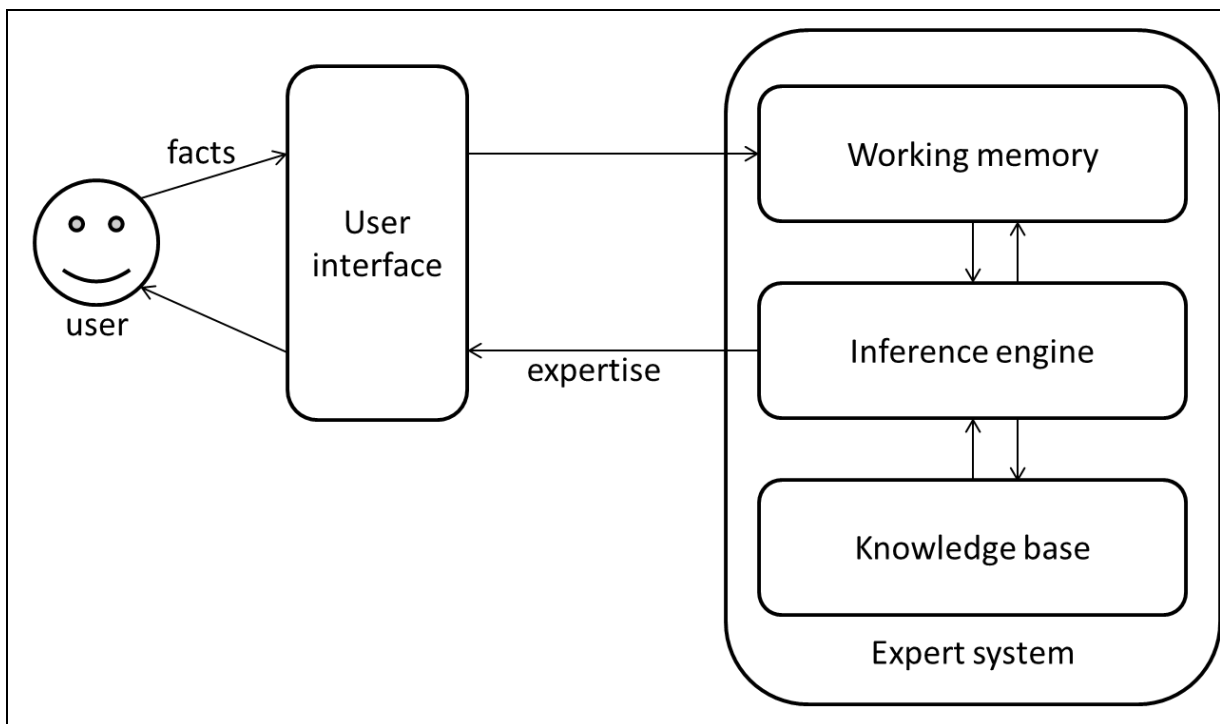 facts
user
User
interface
expertise
Working memory
Inference engine
Knowledge base
Expert system